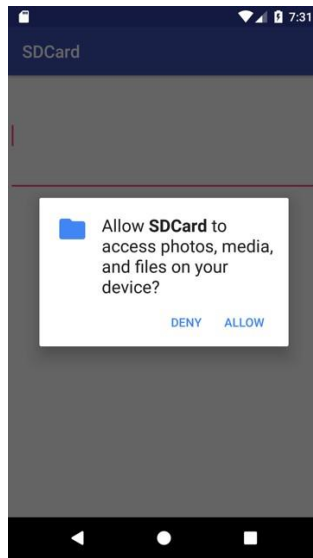 7:31
SDCard
Allow SDCard to
access photos, media,
and files on your
device?
DENY ALLOW